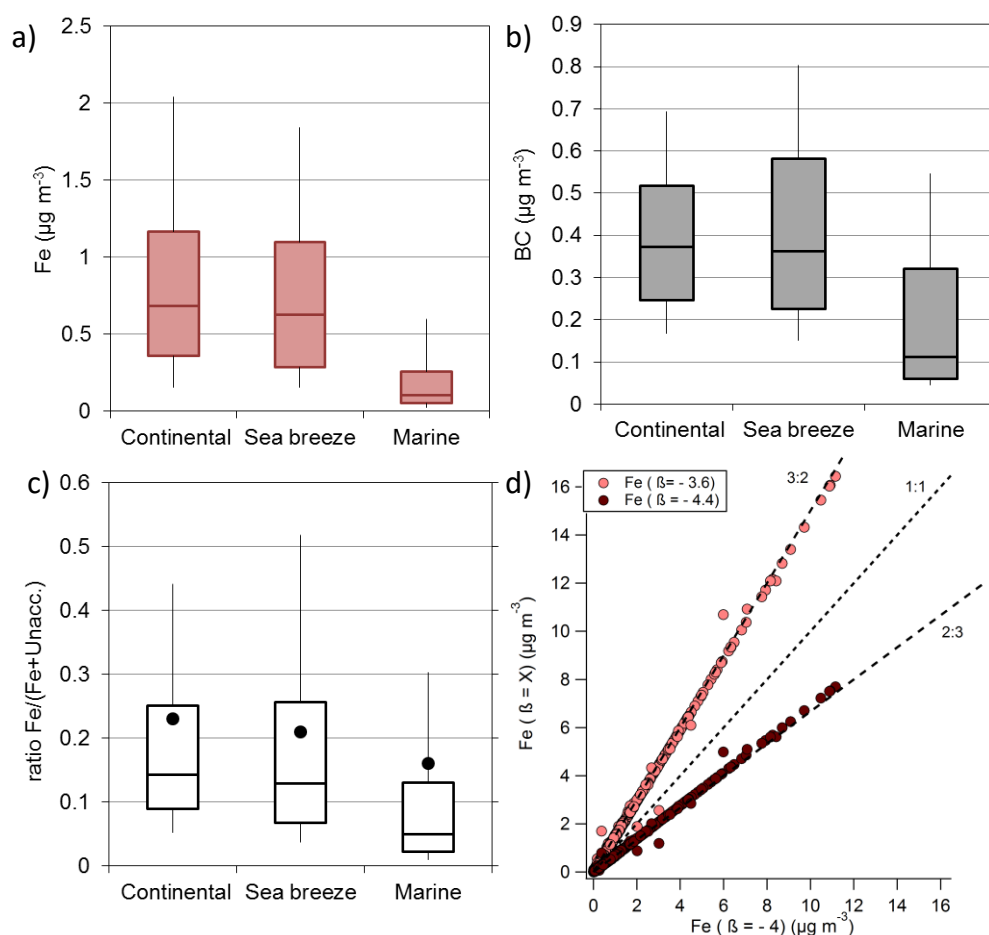 a)
2.5
2
1.5
1
0.5
0
Fe (µg m⁻³)
Continental Sea breeze Marine
b)
0.9
0.8
0.7
0.6
0.5
0.4
0.3
0.2
0.1
0
BC (µg m⁻³)
Continental Sea breeze Marine
c)
0.6
0.5
0.4
0.3
0.2
0.1
0
ratio Fe/(Fe+Unacc.)
Continental Sea breeze Marine
d)
Fe ( ß= - 3.6)
Fe ( ß = - 4.4)
3:2
1:1
2:3
16
14
12
10
8
6
4
2
0
Fe ( ß = X) (µg m⁻³)
0 2 4 6 8 10 12 14 16
Fe ( ß = - 4) (µg m⁻³)